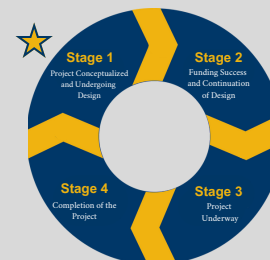 Stage 1
Project Conceptualized
and Undergoing
Design
Stage 2
Funding Success
and Continuation
of Design
Stage 3
Project
Underway
Stage 4
Completion of the
Project